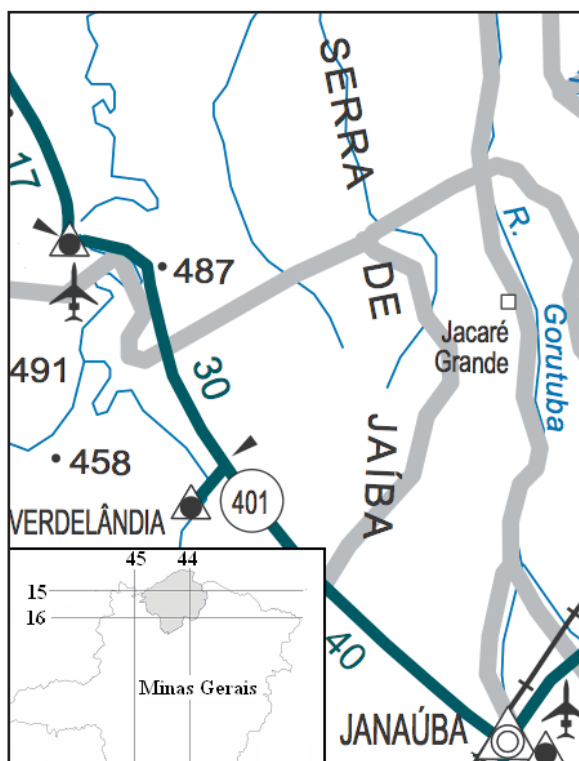 SERRA
DE
JAÍBA
17
487
R.
Gorutuba
Jacaré
Grande
491
30
458
401
VERDELÂNDIA
40
JANAÚBA
45 44
15
16
Minas Gerais